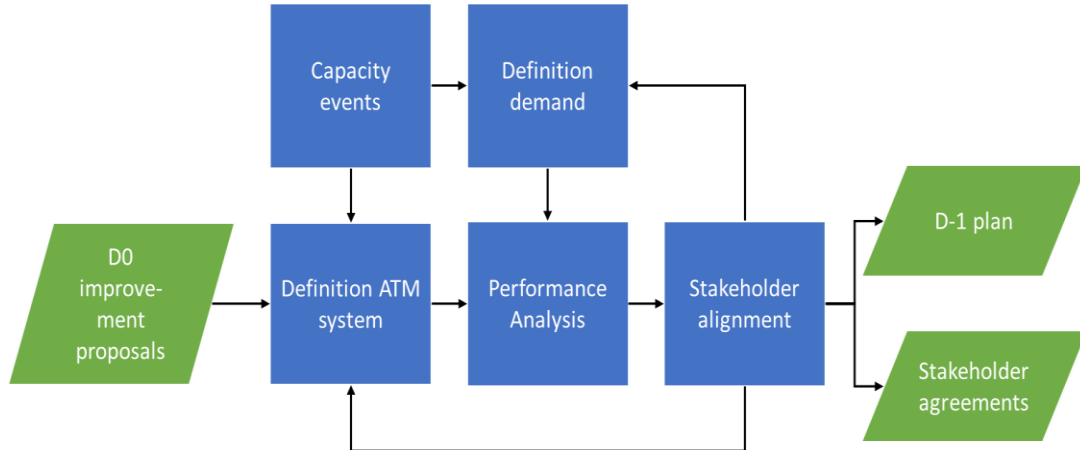 Capacity
events
Definition
demand
D0
improve-
ment
proposals
Definition ATM
system
Performance
Analysis
Stakeholder
alignment
D-1 plan
Stakeholder
agreements